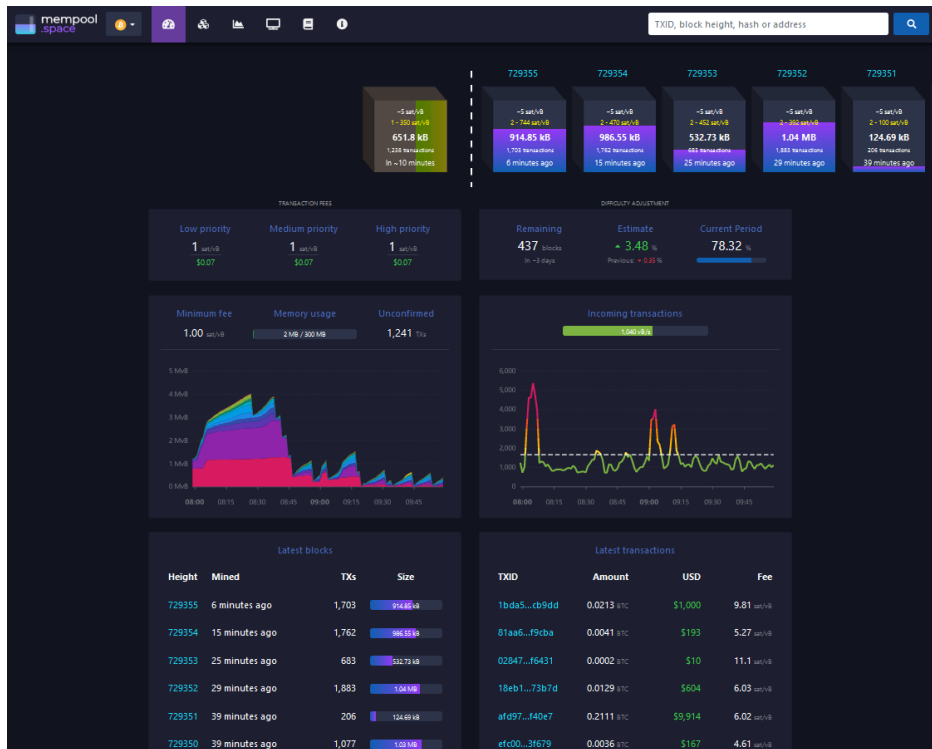 mempool
.space
TXID, block height, hash or address
729355 729354 729353 729352 729351
~5 sat/vB ~5 sat/vB ~5 sat/vB ~5 sat/vB ~5 sat/vB ~5 sat/vB
1 - 350 sat/vB 2 - 744 sat/vB 2 - 470 sat/vB 2 - 452 sat/vB 2 - 392 sat/vB 2 - 100 sat/vB
651.8 kB 914.85 kB 986.55 kB 532.73 kB 1.04 MB 124.69 kB
1,238 transactions 1,703 transactions 1,762 transactions 683 transactions 1,883 transactions 206 transactions
In ~10 minutes 6 minutes ago 15 minutes ago 25 minutes ago 29 minutes ago 39 minutes ago
TRANSACTION FEES
Low priority Medium priority High priority
1 sat/vB 1 sat/vB 1 sat/vB
$0.07 $0.07 $0.07
DIFFICULTY ADJUSTMENT
Remaining Estimate Current Period
437 blocks 3.48 % 78.32 %
In ~3 days Previous: 0.35 %
Minimum fee Memory usage Unconfirmed
1.00 sat/vB 2 MB / 300 MB 1,241 TXs
5 MvB
4 MvB
3 MvB
2 MvB
1 MvB
0 MvB
08:00 08:15 08:30 08:45 09:00 09:15 09:30 09:45
Incoming transactions
1,040 vB/s
6,000
5,000
4,000
3,000
2,000
1,000
0
08:00 08:15 08:30 08:45 09:00 09:15 09:30 09:45
Latest blocks
Height Mined TXs Size
729355 6 minutes ago 1,703 914.85 kB
729354 15 minutes ago 1,762 986.55 kB
729353 25 minutes ago 683 532.73 kB
729352 29 minutes ago 1,883 1.04 MB
729351 39 minutes ago 206 124.69 kB
729350 39 minutes ago 1,077 1.03 MB
Latest transactions
TXID Amount USD Fee
1bda5...cb9dd 0.0213 BTC $1,000 9.81 sat/vB
81aa6...f9cba 0.0041 BTC $193 5.27 sat/vB
02847...f6431 0.0002 BTC $10 11.1 sat/vB
18eb1...73b7d 0.0129 BTC $604 6.03 sat/vB
afd97...f40e7 0.2111 BTC $9,914 6.02 sat/vB
efc00...3f679 0.0036 BTC $167 4.61 sat/vB